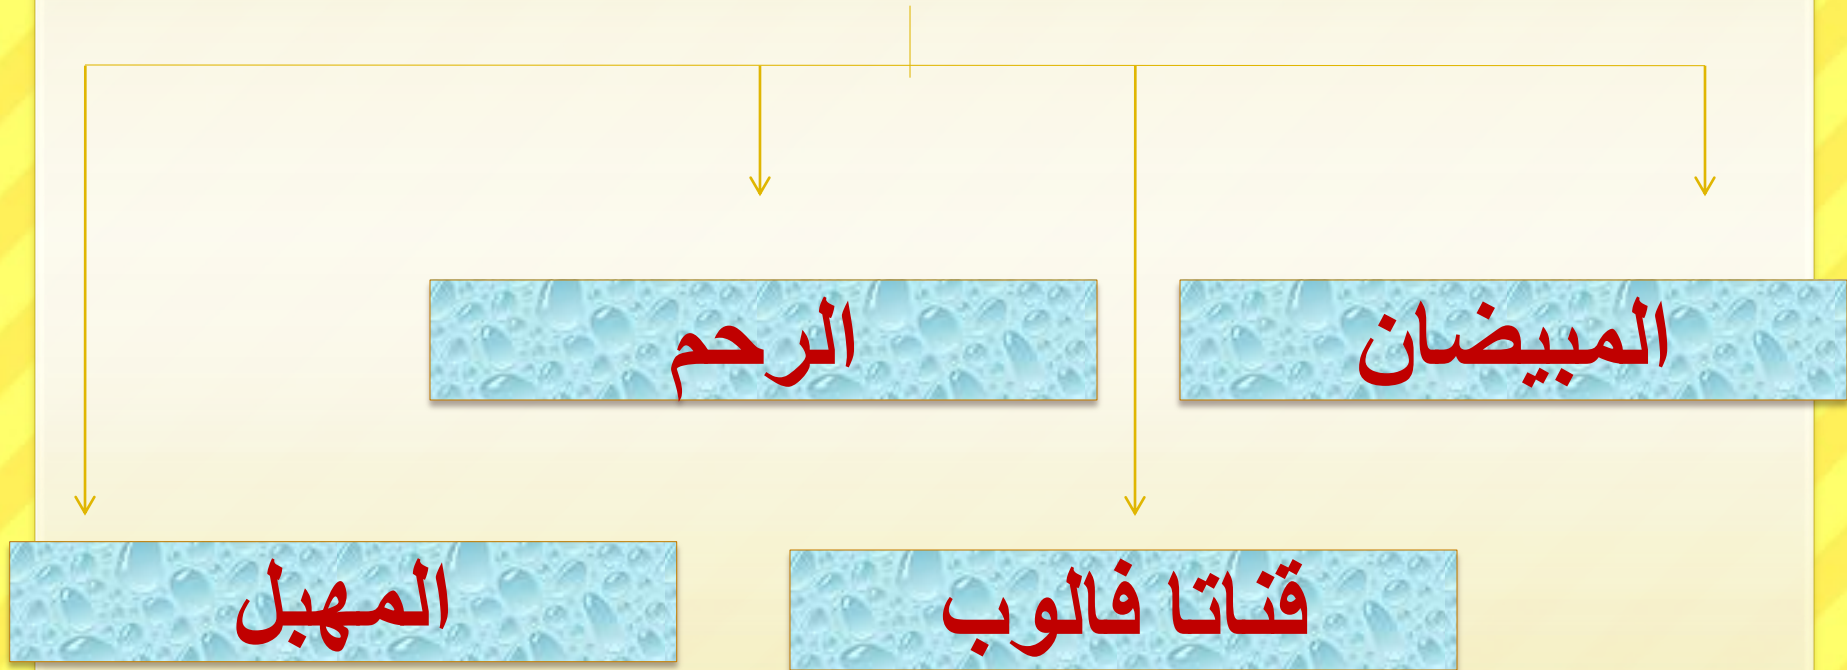 المبيضان
الرحم
قناتا فالوب
المهبل